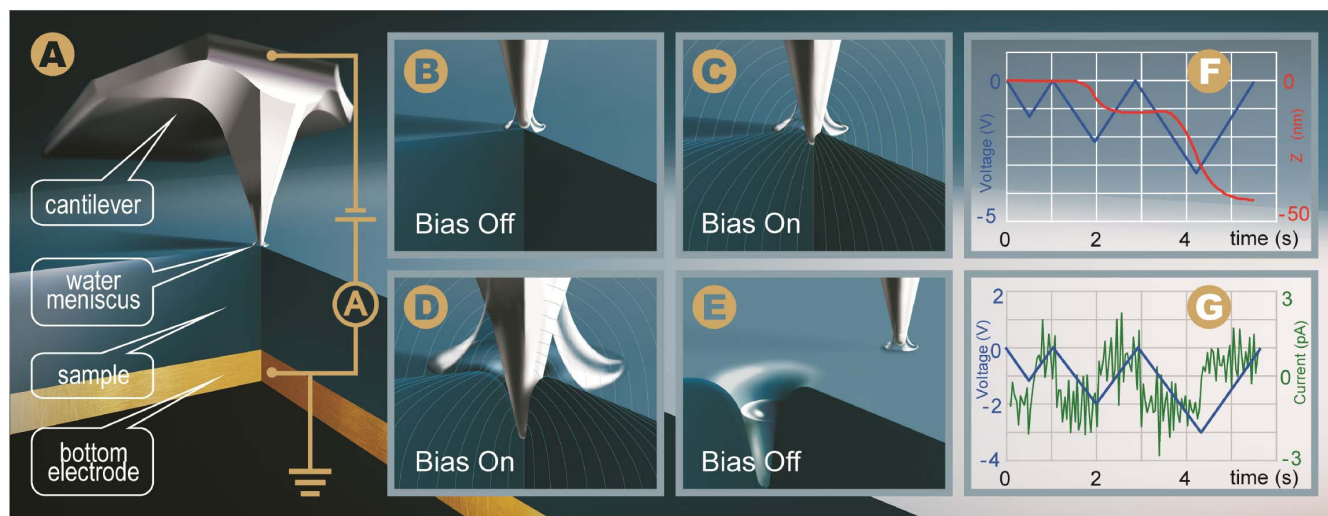 A
cantilever
water
meniscus
sample
bottom
electrode
A
B
Bias Off
C
Bias On
D
Bias On
E
Bias Off
F
0
-5
Voltage (V)
0
-50
Z (nm)
0 2 4 time (s)
G
2
0
-2
-4
Voltage (V)
3
0
-3
Current (pA)
0 2 4 time (s)